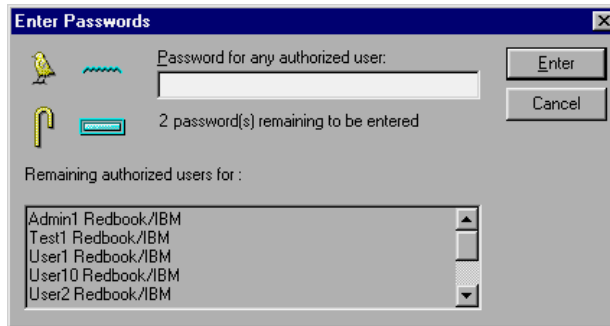 Enter Passwords
Password for any authorized user:
Enter
Cancel
2 password(s) remaining to be entered
Remaining authorized users for :
Admin1 Redbook/IBM
Test1 Redbook/IBM
User1 Redbook/IBM
User10 Redbook/IBM
User2 Redbook/IBM